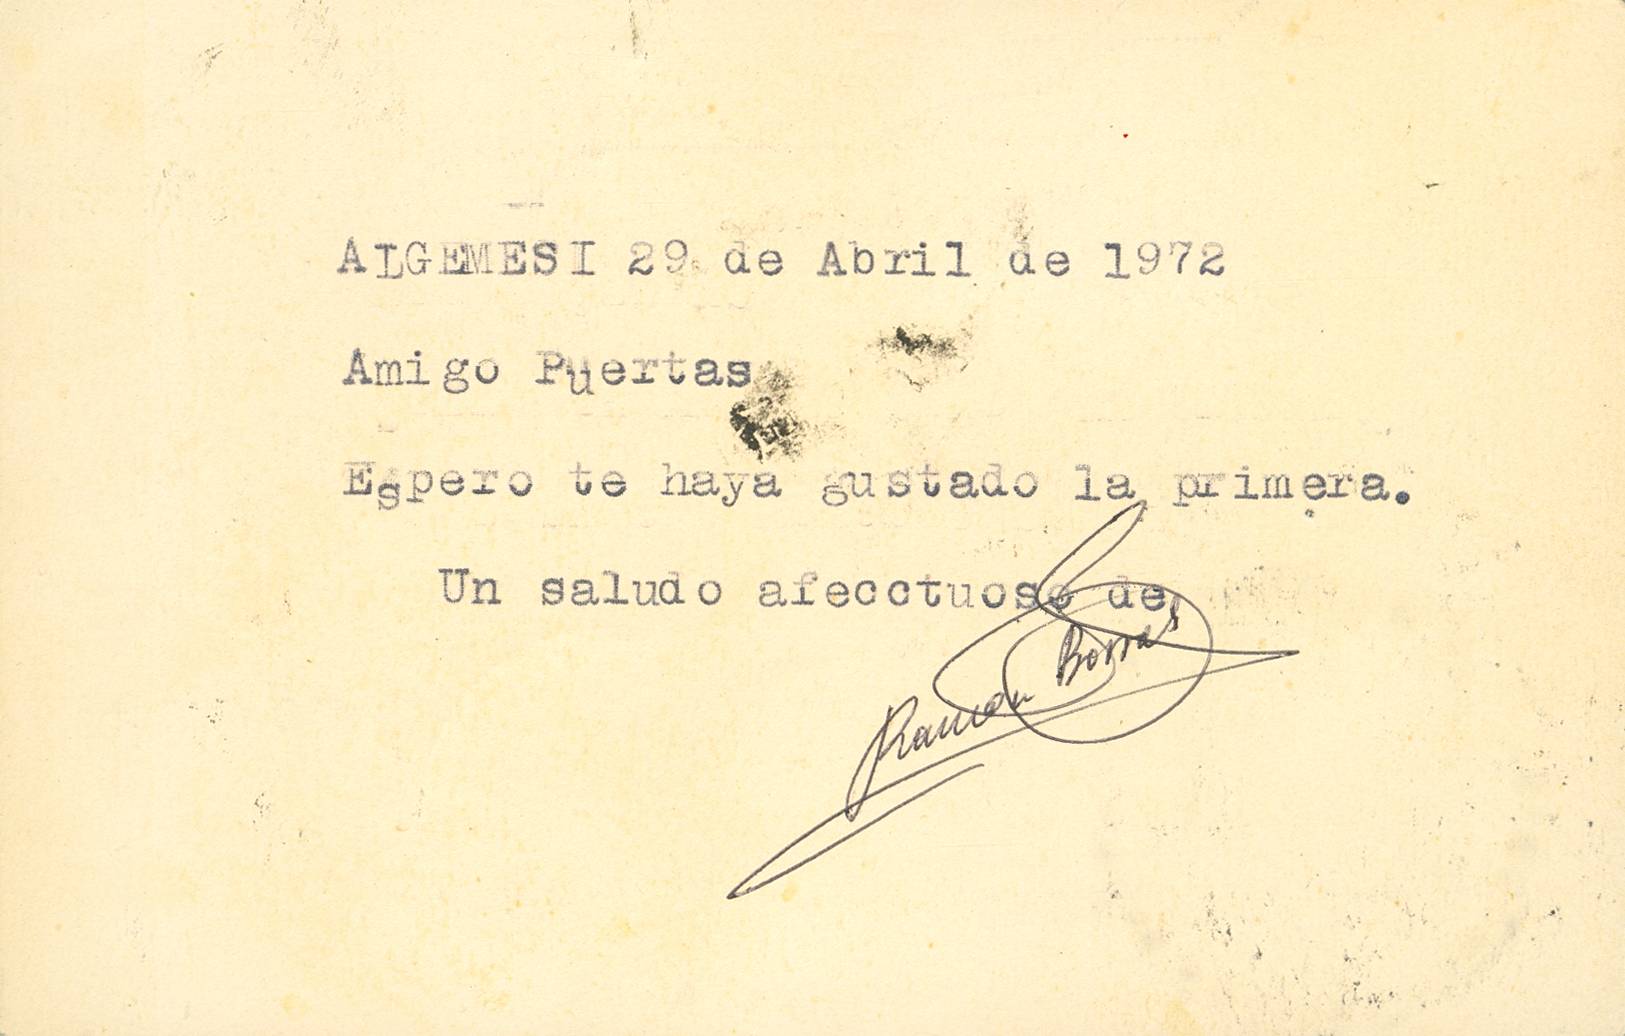 ALGEMESI 29 de Abril de 1972
Amigo Puertas
Espero te haya gustado la primera.
Un saludo afecctuoso de
Ramón Borras